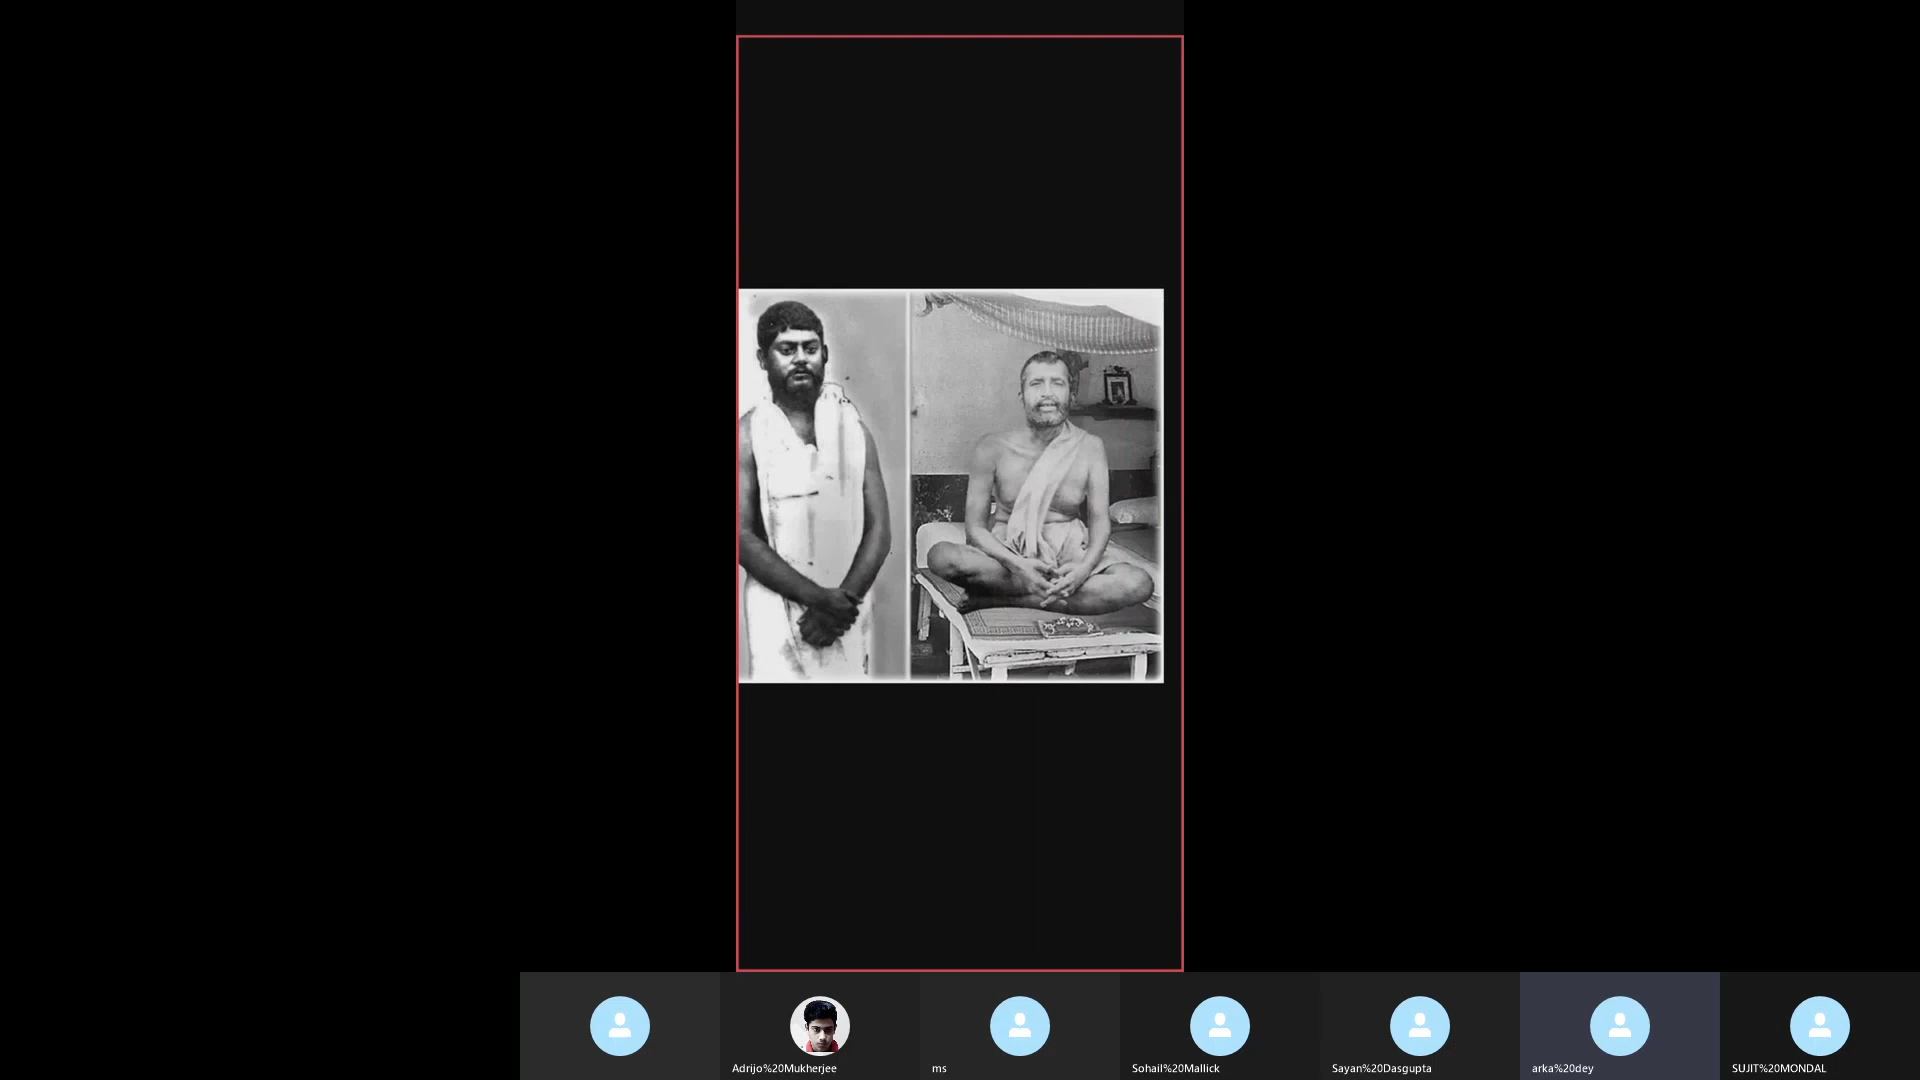 Adrijo%20Mukherjee
ms
Sohail%20Mallick
Sayan%20Dasgupta
arka%20dey
SUJIT%20MONDAL